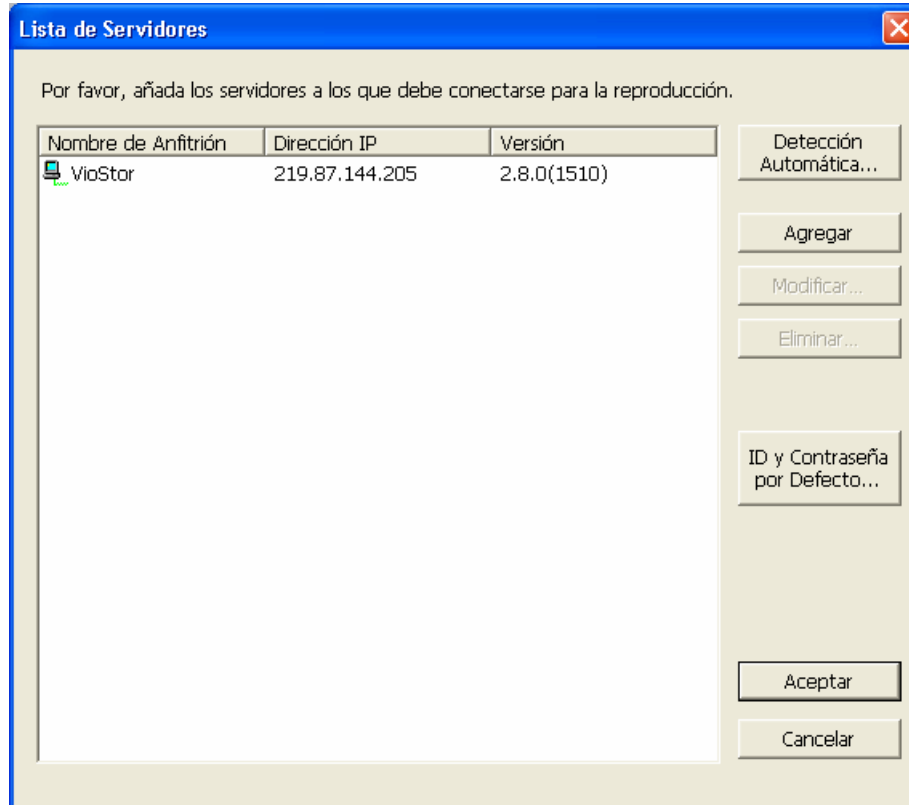 Lista de Servidores
Por favor, añada los servidores a los que debe conectarse para la reproducción.
Nombre de Anfitrión Dirección IP Versión
VioStor 219.87.144.205 2.8.0(1510)
Detección
Automática...
Agregar
Modificar...
Eliminar...
ID y Contraseña
por Defecto...
Aceptar
Cancelar